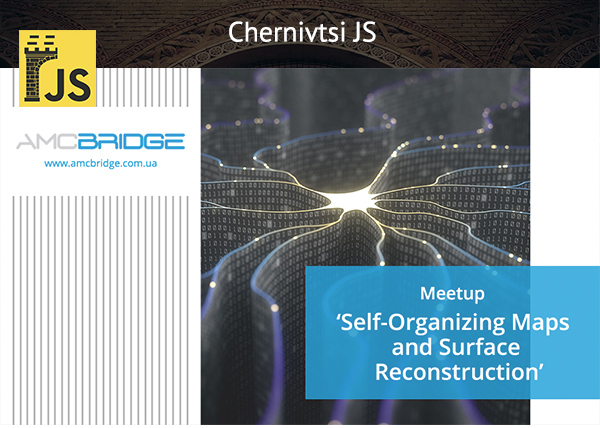 Chernivtsi JS
JS
AMCBRIDGE
www.amcbridge.com.ua
Meetup
‘Self-Organizing Maps
and Surface
Reconstruction’